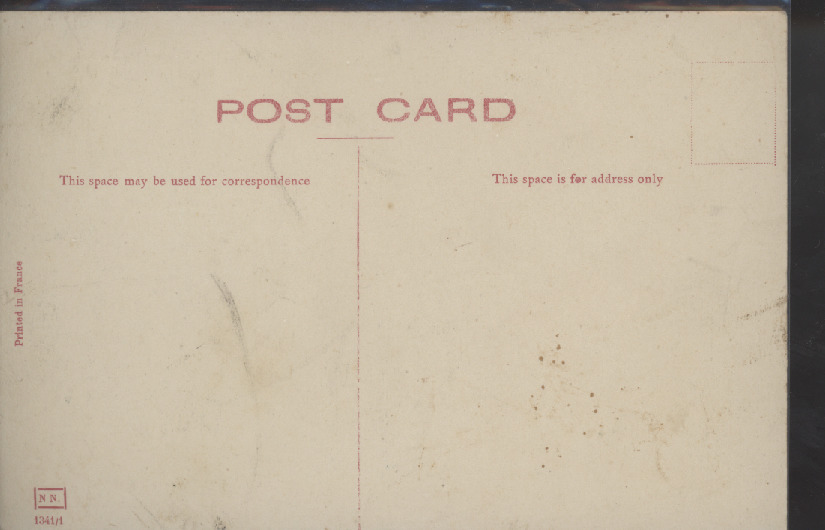 POST CARD
This space may be used for correspondence
This space is for address only
Printed in France
N N.
1341/1